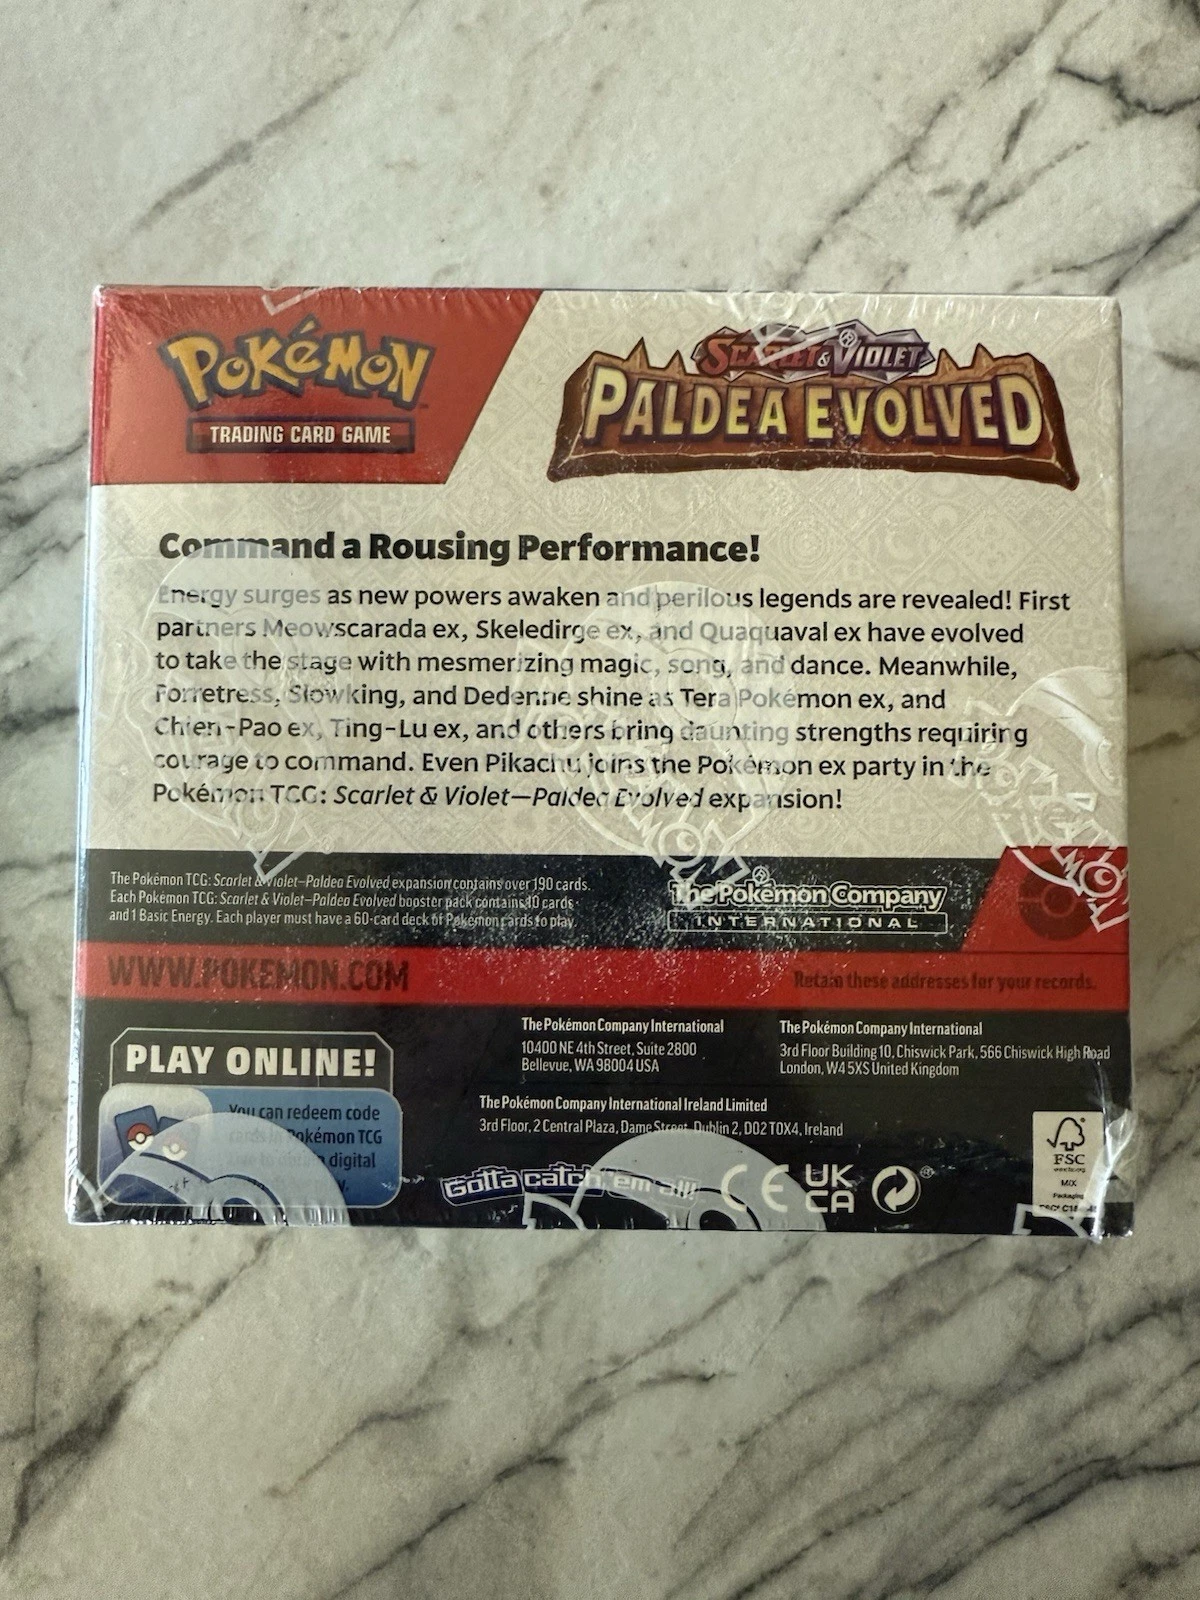 POKéMON
TRADING CARD GAME
SCARLET & VIOLET
PALDEA EVOLVED
Command a Rousing Performance!
Energy surges as new powers awaken and perilous legends are revealed! First
partners Meowscarada ex, Skeledirge ex, and Quaquaval ex have evolved
to take the stage with mesmerizing magic, song, and dance. Meanwhile,
Forretress, Slowking, and Dedenne shine as Tera Pokémon ex, and
Chien-Pao ex, Ting-Lu ex, and others bring daunting strengths requiring
courage to command. Even Pikachu joins the Pokémon ex party in the
Pokémon TCG: Scarlet & Violet—Paldea Evolved expansion!
The Pokémon TCG: Scarlet & Violet—Paldea Evolved expansion contains over 190 cards.
Each Pokémon TCG: Scarlet & Violet—Paldea Evolved booster pack contains 10 cards
and 1 Basic Energy. Each player must have a 60-card deck of Pokémon cards to play.
The Pokémon Company
INTERNATIONAL
WWW.POKEMON.COM
Retain these addresses for your records.
PLAY ONLINE!
You can redeem code
cards in Pokémon TCG
digital
The Pokémon Company International
10400 NE 4th Street, Suite 2800
Bellevue, WA 98004 USA
The Pokémon Company International
3rd Floor Building 10, Chiswick Park, 566 Chiswick High Road
London, W4 5XS United Kingdom
The Pokémon Company International Ireland Limited
3rd Floor, 2 Central Plaza, Dame Street, Dublin 2, D02 T0X4, Ireland
Gotta catch 'em all!
CE
UK
CA
FSC
www.fsc.org
MIX
Packaging